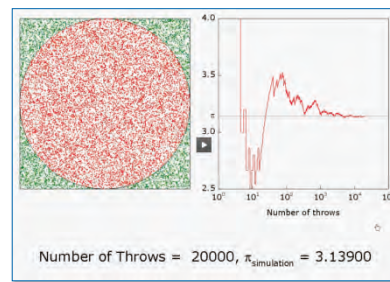 4.0
3.5
π
3.0
2.5
10⁰ 10¹ 10² 10³ 10⁴
Number of throws
Number of Throws = 20000, πsimulation = 3.13900